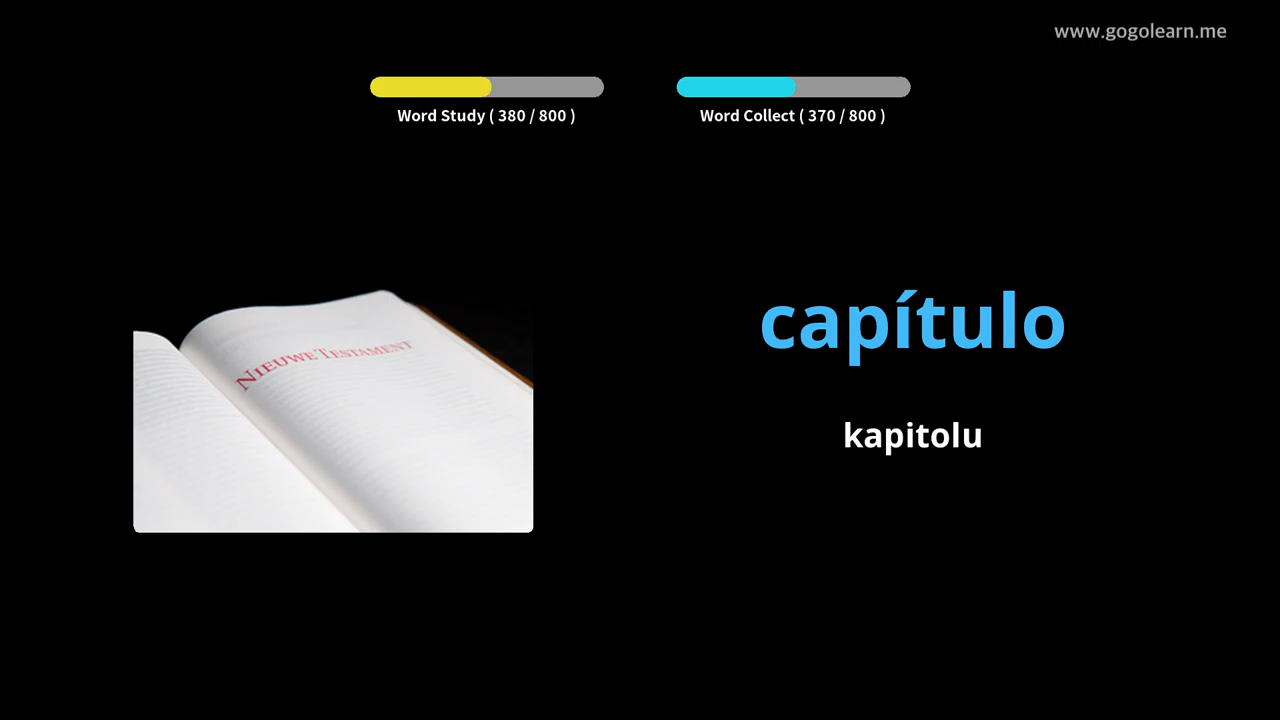 www.gogolearn.me
Word Study ( 380 / 800 )
Word Collect ( 370 / 800 )
NIEUWE TESTAMENT
capítulo
kapitolu